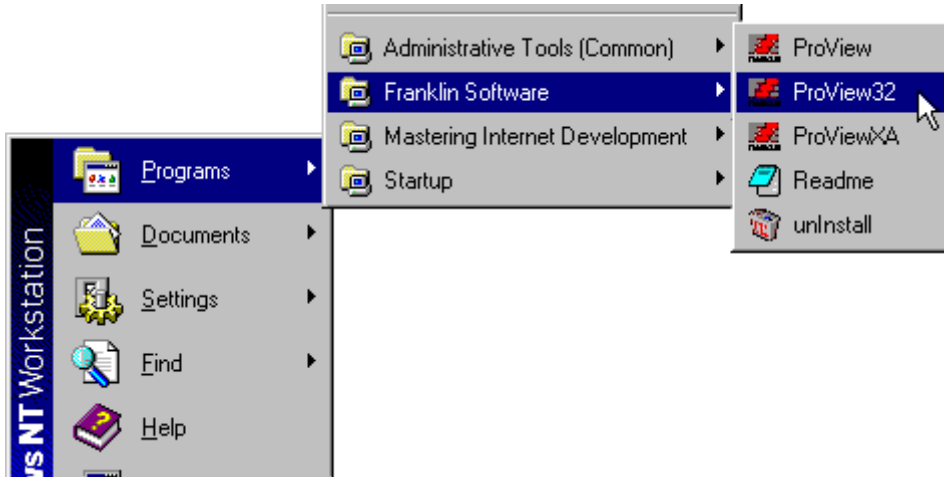 Administrative Tools (Common)
Franklin Software
Mastering Internet Development
Startup
ProView
ProView32
ProViewXA
Readme
unInstall
Programs
Documents
Settings
Find
Help
ws NT Workstation